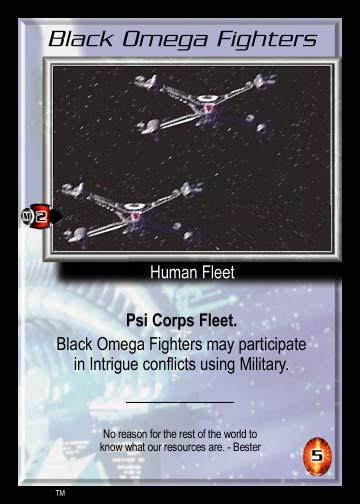 Black Omega Fighters
M 2
Human Fleet
Psi Corps Fleet.
Black Omega Fighters may participate
in Intrigue conflicts using Military.
No reason for the rest of the world to
know what our resources are. - Bester
5
TM